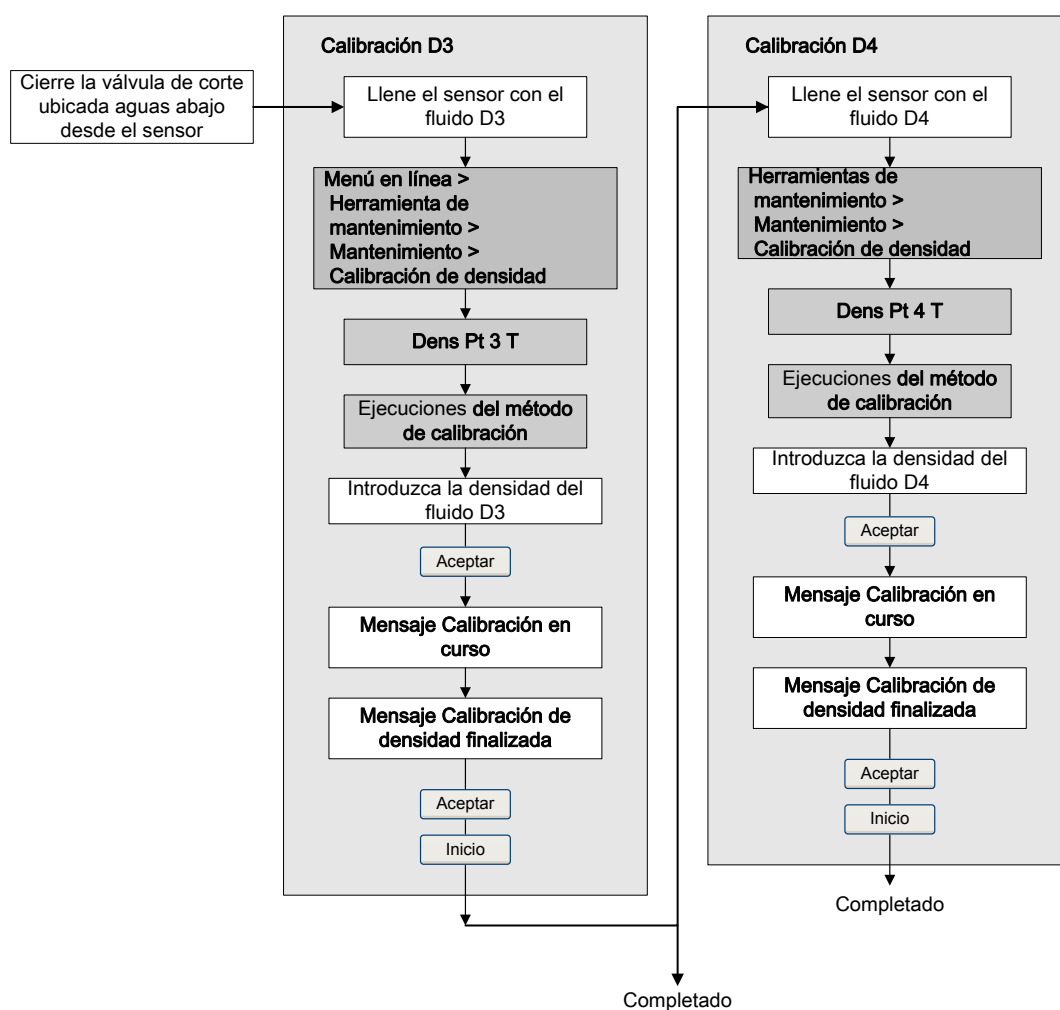 Cierre la válvula de corte
ubicada aguas abajo
desde el sensor
Calibración D3
Llene el sensor con el
fluido D3
Menú en línea >
Herramienta de
mantenimiento >
Mantenimiento >
Calibración de densidad
Dens Pt 3 T
Ejecuciones del método
de calibración
Introduzca la densidad del
fluido D3
Aceptar
Mensaje Calibración en
curso
Mensaje Calibración de
densidad finalizada
Aceptar
Inicio
Calibración D4
Llene el sensor con el
fluido D4
Herramientas de
mantenimiento >
Mantenimiento >
Calibración de densidad
Dens Pt 4 T
Ejecuciones del método
de calibración
Introduzca la densidad del
fluido D4
Aceptar
Mensaje Calibración en
curso
Mensaje Calibración de
densidad finalizada
Aceptar
Inicio
Completado
Completado